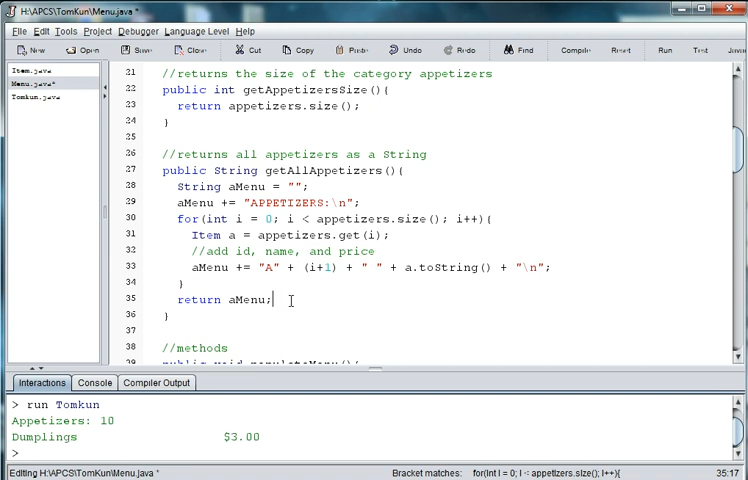 H:\APCS\TomKun\Menu.java *
File Edit Tools Project Debugger Language Level Help
New Open Save Close Cut Copy Paste Undo Redo Find Compile Reset Run Test
Item.java
Menu.java*
Tomkun.java
21 //returns the size of the category appetizers
22 public int getAppetizersSize(){
23 return appetizers.size();
24 }
25
26 //returns all appetizers as a String
27 public String getAllAppetizers(){
28 String aMenu = "";
29 aMenu += "APPETIZERS:\n";
30 for(int i = 0; i < appetizers.size(); i++){
31 Item a = appetizers.get(i);
32 //add id, name, and price
33 aMenu += "A" + (i+1) + " " + a.toString() + "\n";
34 }
35 return aMenu;
36 }
37
38 //methods
39 public void populateMenu(){
Interactions Console Compiler Output
> run Tomkun
Appetizers: 10
Dumplings $3.00
>
Editing H:\APCS\TomKun\Menu.java * Bracket matches: for(int i = 0; i < appetizers.size(); i++){ 35:17